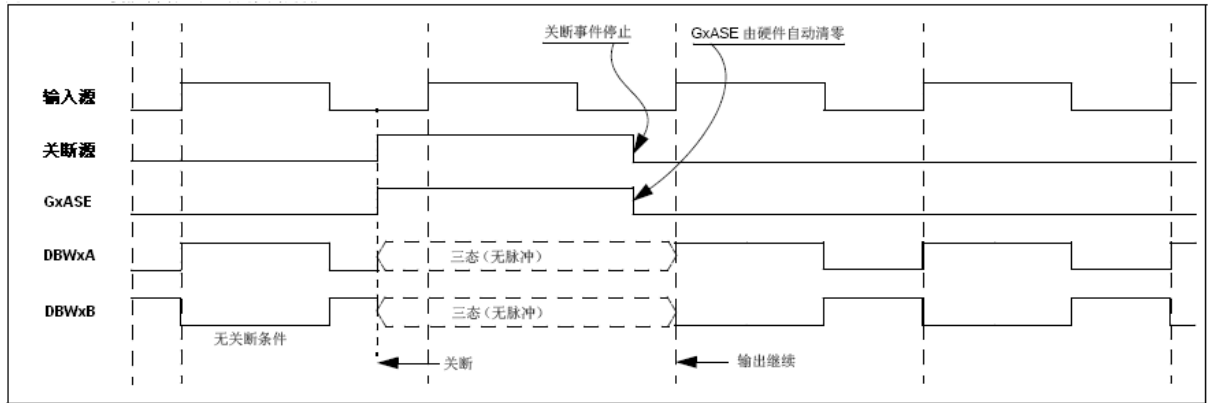 关断事件停止
GxASE 由硬件自动清零
输入源
关断源
GxASE
DBWxA
三态（无脉冲）
DBWxB
三态（无脉冲）
无关断条件
关断
输出继续